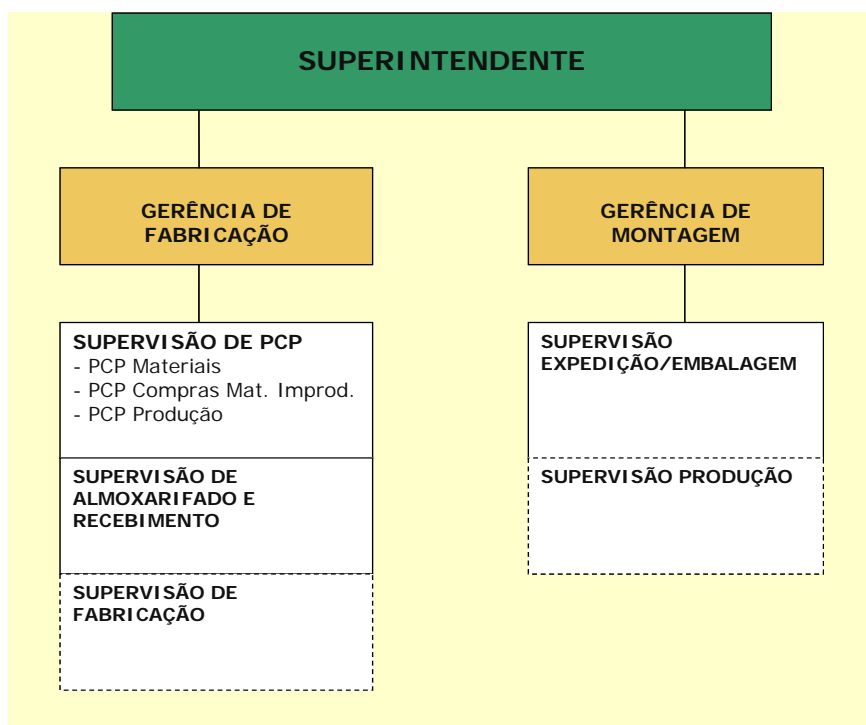 SUPERINTENDENTE
GERÊNCIA DE
FABRICAÇÃO
GERÊNCIA DE
MONTAGEM
SUPERVISÃO DE PCP
- PCP Materiais
- PCP Compras Mat. Improd.
- PCP Produção
SUPERVISÃO DE
ALMOXARIFADO E
RECEBIMENTO
SUPERVISÃO DE
FABRICAÇÃO
SUPERVISÃO
EXPEDIÇÃO/EMBALAGEM
SUPERVISÃO PRODUÇÃO